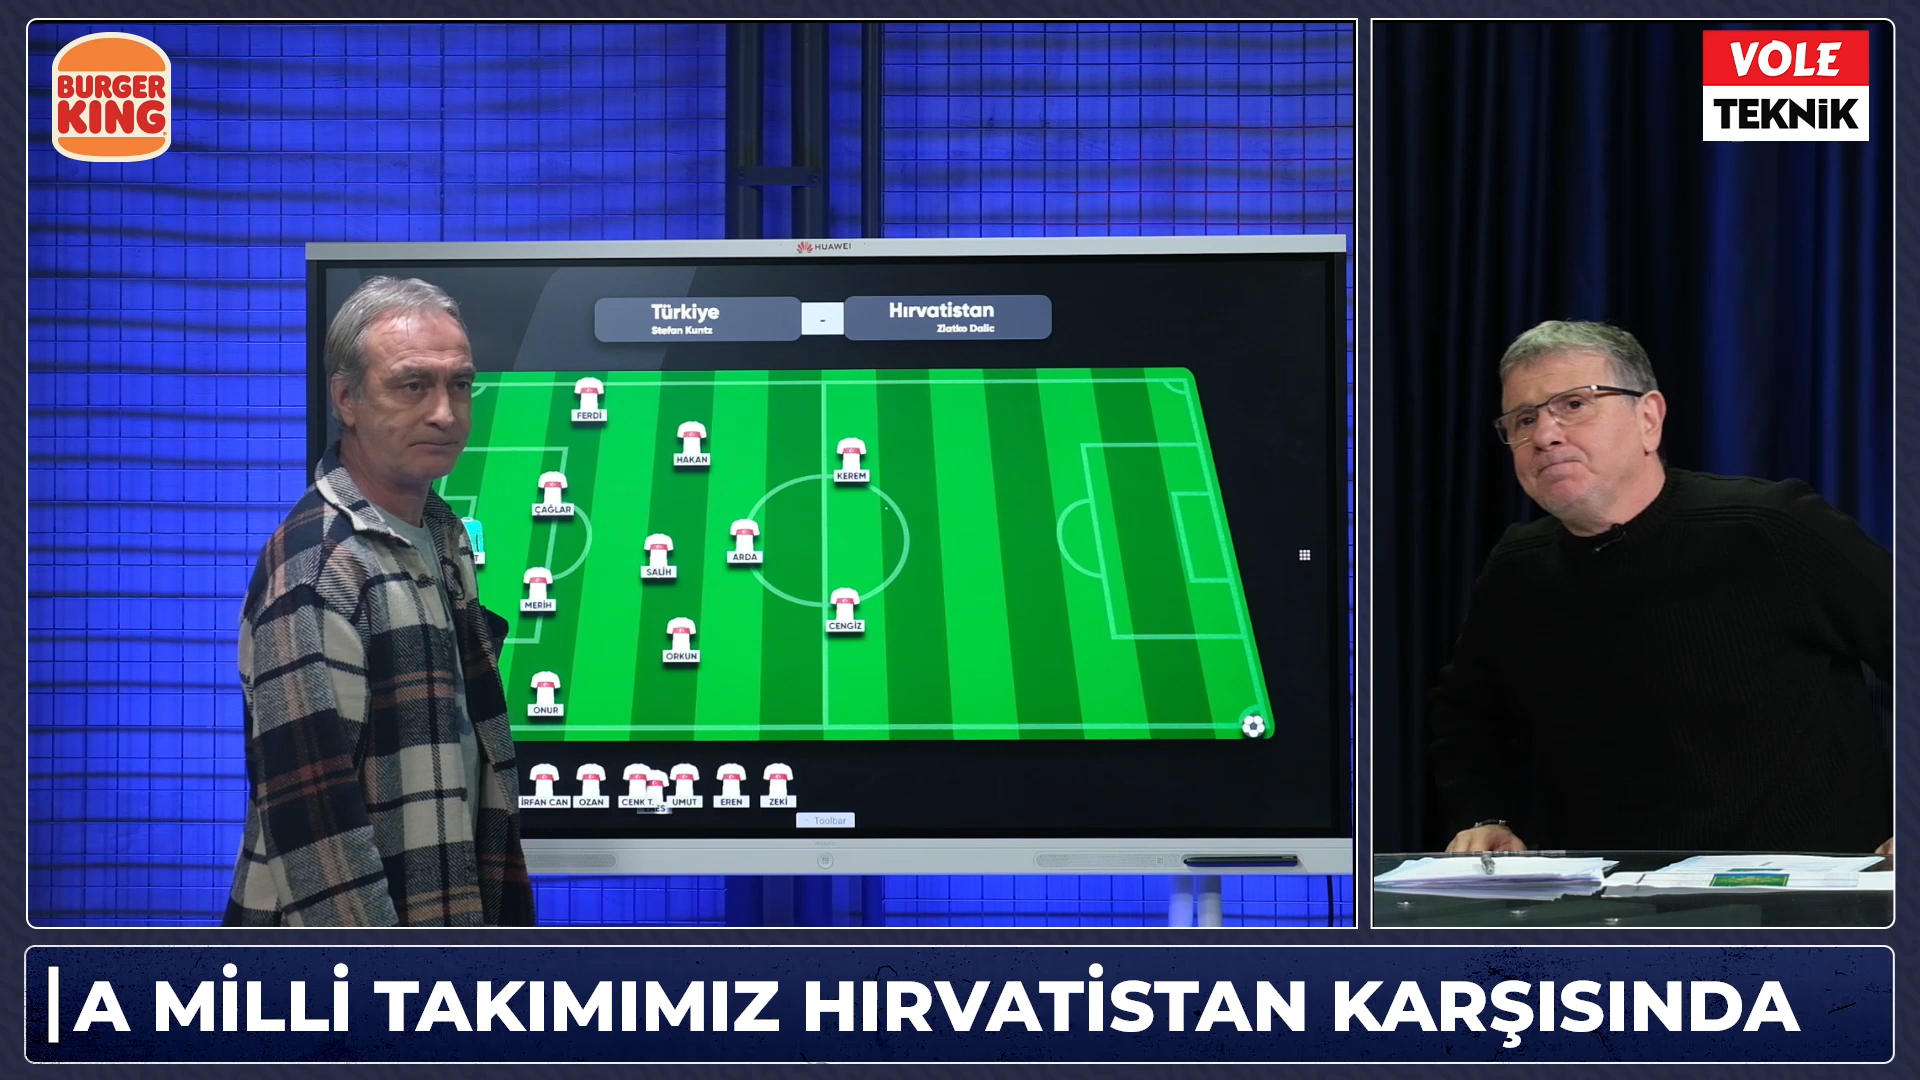 BURGER
KING
VOLE
TEKNİK
HUAWEI
Türkiye
Stefan Kuntz
-
Hırvatistan
Zlatko Dalic
FERDİ
HAKAN
KEREM
ÇAĞLAR
ARDA
SALİH
MERİH
CENGİZ
ORKUN
ONUR
İRFAN CAN
OZAN
CENK T.
UMUT
EREN
ZEKİ
Toolbar
A MİLLİ TAKIMIMIZ HIRVATİSTAN KARŞISINDA